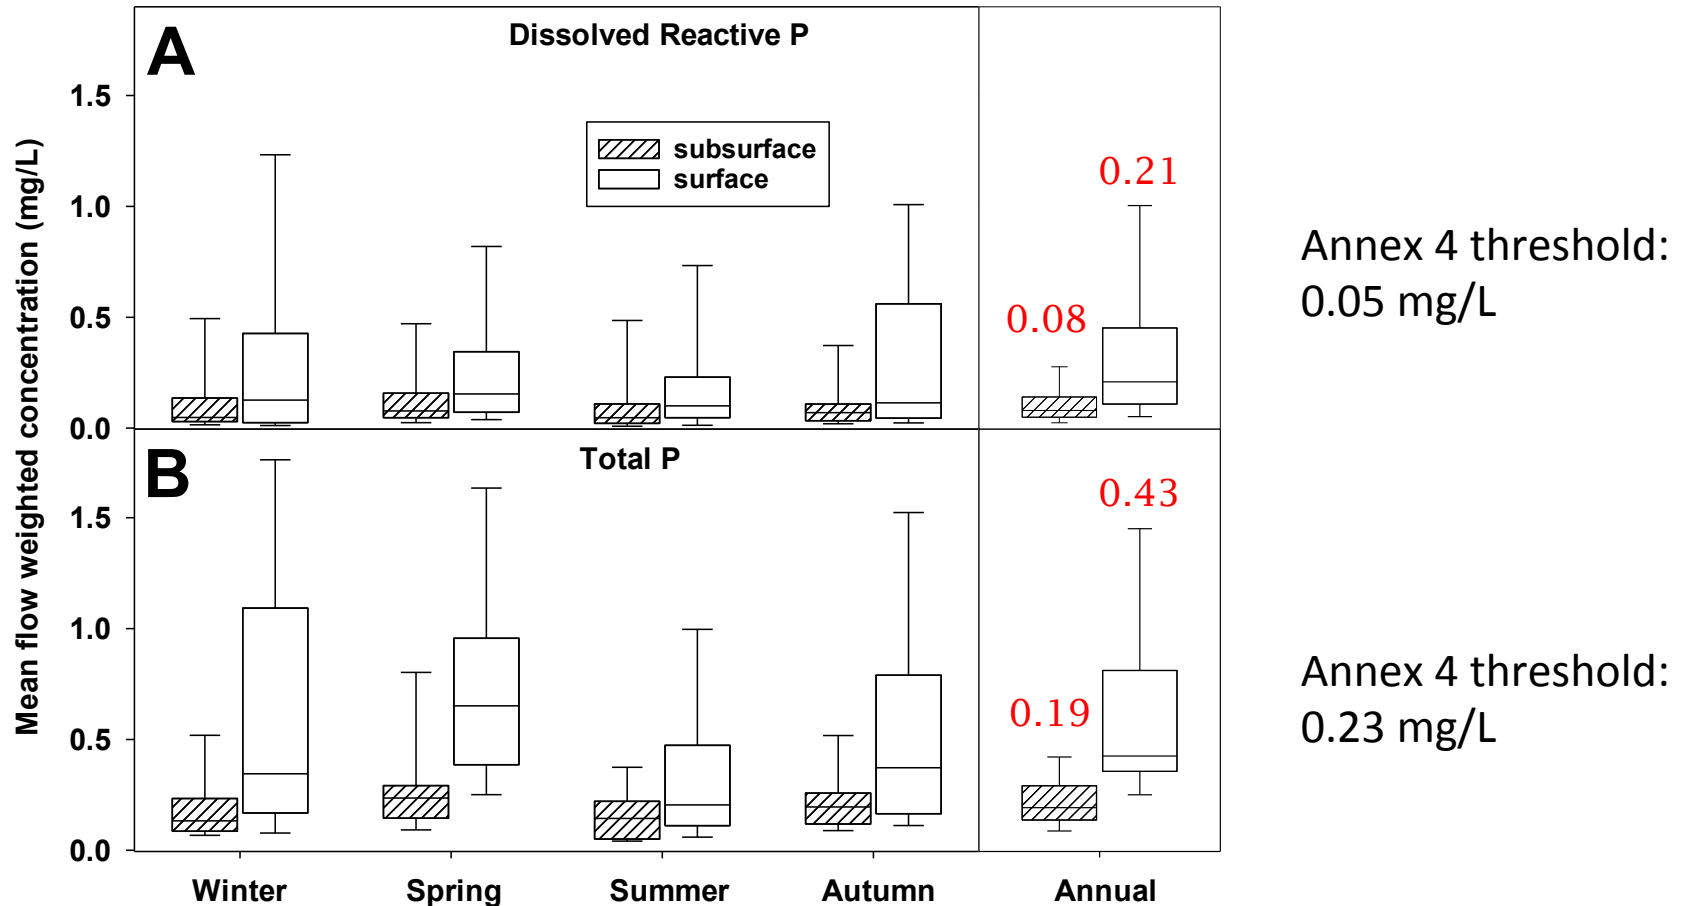 A
Dissolved Reactive P
Mean flow weighted concentration (mg/L)
1.5
1.0
0.5
0.0
subsurface
surface
0.08
0.21
Annex 4 threshold:
0.05 mg/L
B
Total P
1.5
1.0
0.5
0.0
0.19
0.43
Annex 4 threshold:
0.23 mg/L
Winter
Spring
Summer
Autumn
Annual